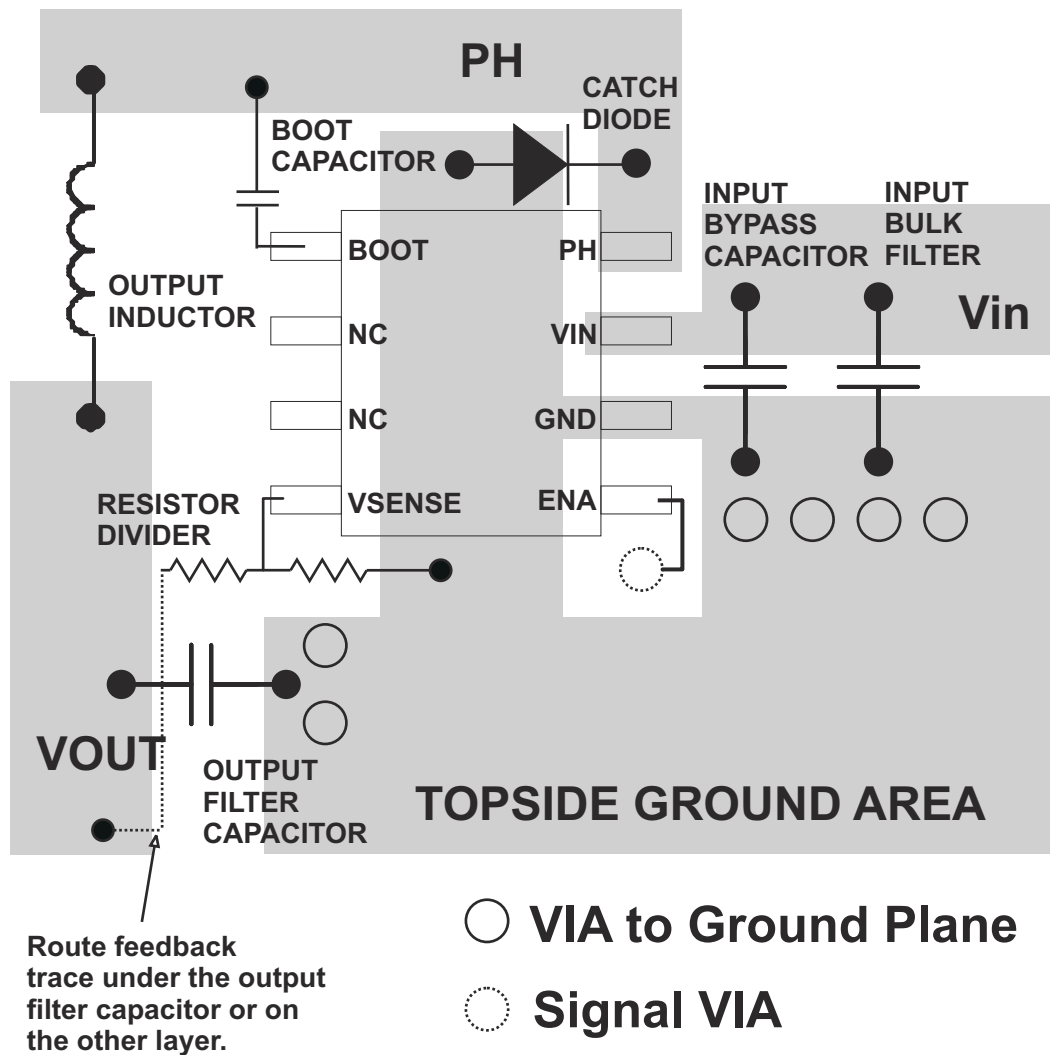 PH
CATCH
DIODE
BOOT
CAPACITOR
INPUT
BYPASS
CAPACITOR
INPUT
BULK
FILTER
BOOT
PH
OUTPUT
INDUCTOR
Vin
NC
VIN
NC
GND
RESISTOR
DIVIDER
VSENSE
ENA
VOUT
OUTPUT
FILTER
CAPACITOR
TOPSIDE GROUND AREA
Route feedback
trace under the output
filter capacitor or on
the other layer.
VIA to Ground Plane
Signal VIA